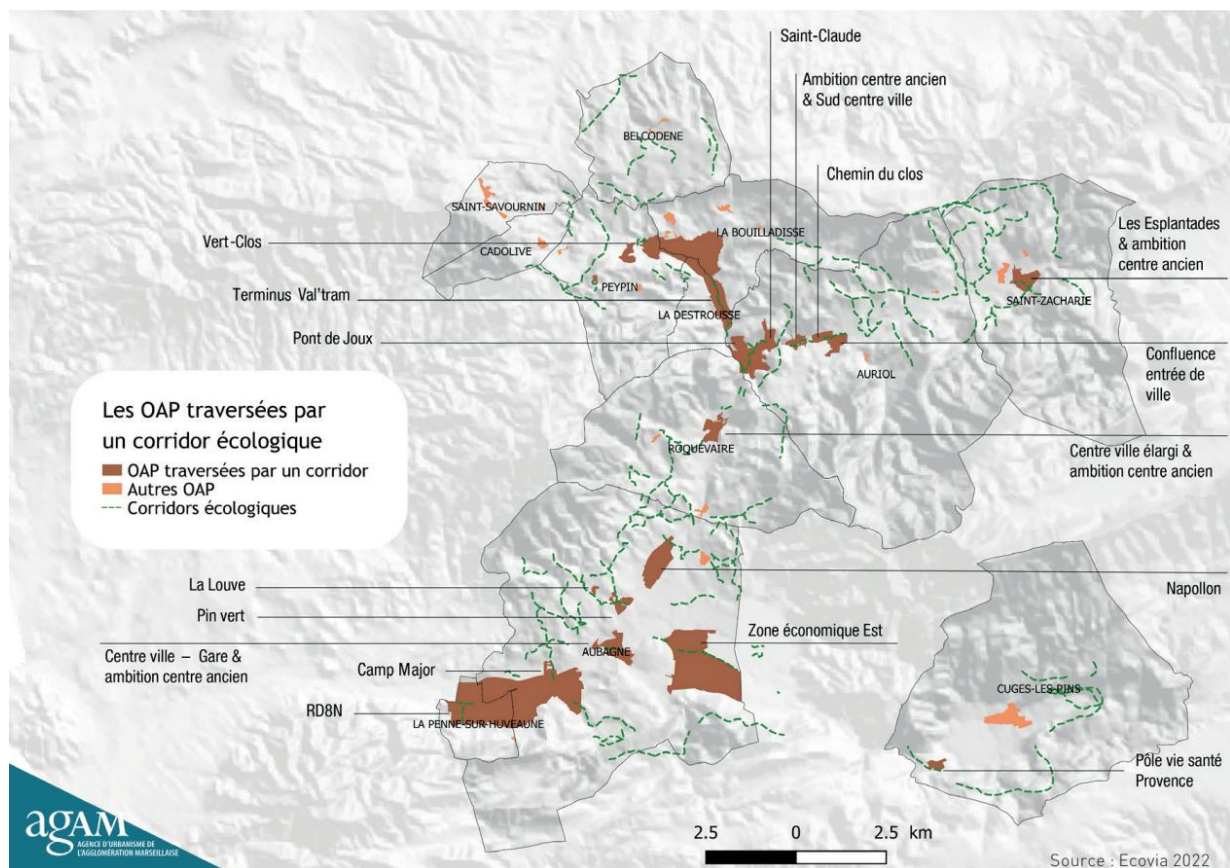 Saint-Claude
Ambition centre ancien
& Sud centre ville
BELCODENE
Chemin du clos
SAINT-SAVOURNIN
Les Esplantades
& ambition
centre ancien
Vert-Clos
LA BOUILLADISSE
CADOLIVE
PEYPIN
Terminus Val'tram
SAINT-ZACHARIE
LA DESTROUSSE
Pont de Joux
Confluence
entrée de
ville
AURIOL
Les OAP traversées par
un corridor écologique
OAP traversées par un corridor
Autres OAP
Corridors écologiques
ROQUEVAIRE
Centre ville élargi &
ambition centre ancien
La Louve
Napollon
Pin vert
Zone économique Est
AUBAGNE
Centre ville – Gare &
ambition centre ancien
Camp Major
CUGES-LES-PINS
RD8N
LA PENNE-SUR-HUVEAUNE
Pôle vie santé
Provence
agAM
AGENCE D'URBANISME DE
L'AGGLOMÉRATION MARSEILLAISE
2.5 0 2.5 km
Source : Ecovia 2022